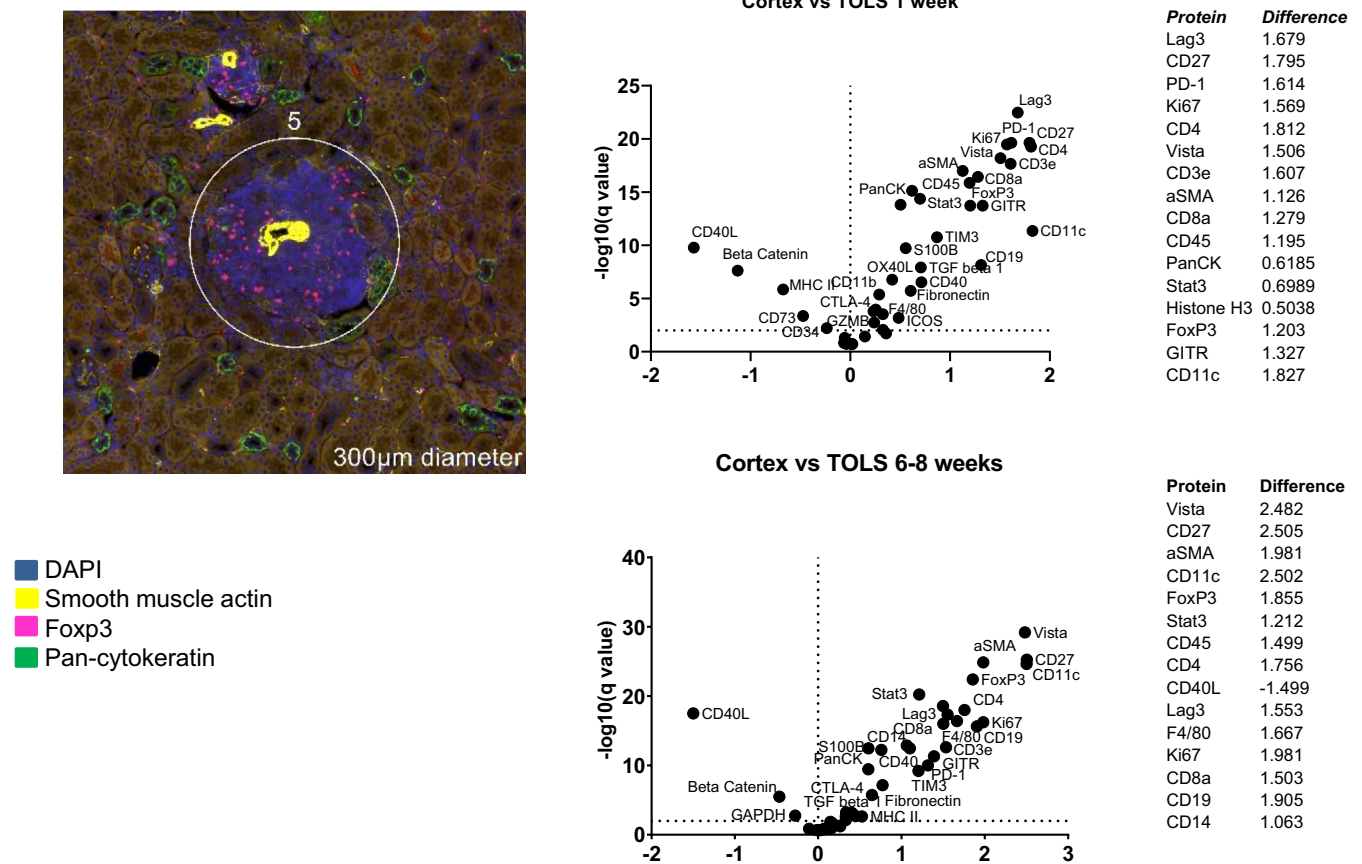 5
300µm diameter
DAPI
Smooth muscle actin
Foxp3
Pan-cytokeratin
Cortex vs TOLS 1 week
-log10(q value)
25
20
15
10
5
0
-2
-1
0
1
2
Lag3
PD-1
CD27
Ki67
CD4
Vista
CD3e
aSMA
CD8a
CD45
PanCK
FoxP3
Stat3
GITR
CD11c
TIM3
CD40L
S100B
CD19
Beta Catenin
OX40L
TGF beta 1
CD11b
CD40
MHC II
Fibronectin
CTLA-4
F4/80
CD73
GZMB
ICOS
CD34
Protein Difference
Lag3 1.679
CD27 1.795
PD-1 1.614
Ki67 1.569
CD4 1.812
Vista 1.506
CD3e 1.607
aSMA 1.126
CD8a 1.279
CD45 1.195
PanCK 0.6185
Stat3 0.6989
Histone H3 0.5038
FoxP3 1.203
GITR 1.327
CD11c 1.827
Cortex vs TOLS 6-8 weeks
-log10(q value)
40
30
20
10
0
-2
-1
0
1
2
3
Vista
aSMA
CD27
CD11c
FoxP3
Stat3
CD4
CD40L
Lag3
Ki67
CD8a
CD14
F4/80
CD19
S100B
CD3e
PanCK
CD40
GITR
PD-1
TIM3
Beta Catenin
CTLA-4
TGF beta 1
Fibronectin
GAPDH
MHC II
Protein Difference
Vista 2.482
CD27 2.505
aSMA 1.981
CD11c 2.502
FoxP3 1.855
Stat3 1.212
CD45 1.499
CD4 1.756
CD40L -1.499
Lag3 1.553
F4/80 1.667
Ki67 1.981
CD8a 1.503
CD19 1.905
CD14 1.063